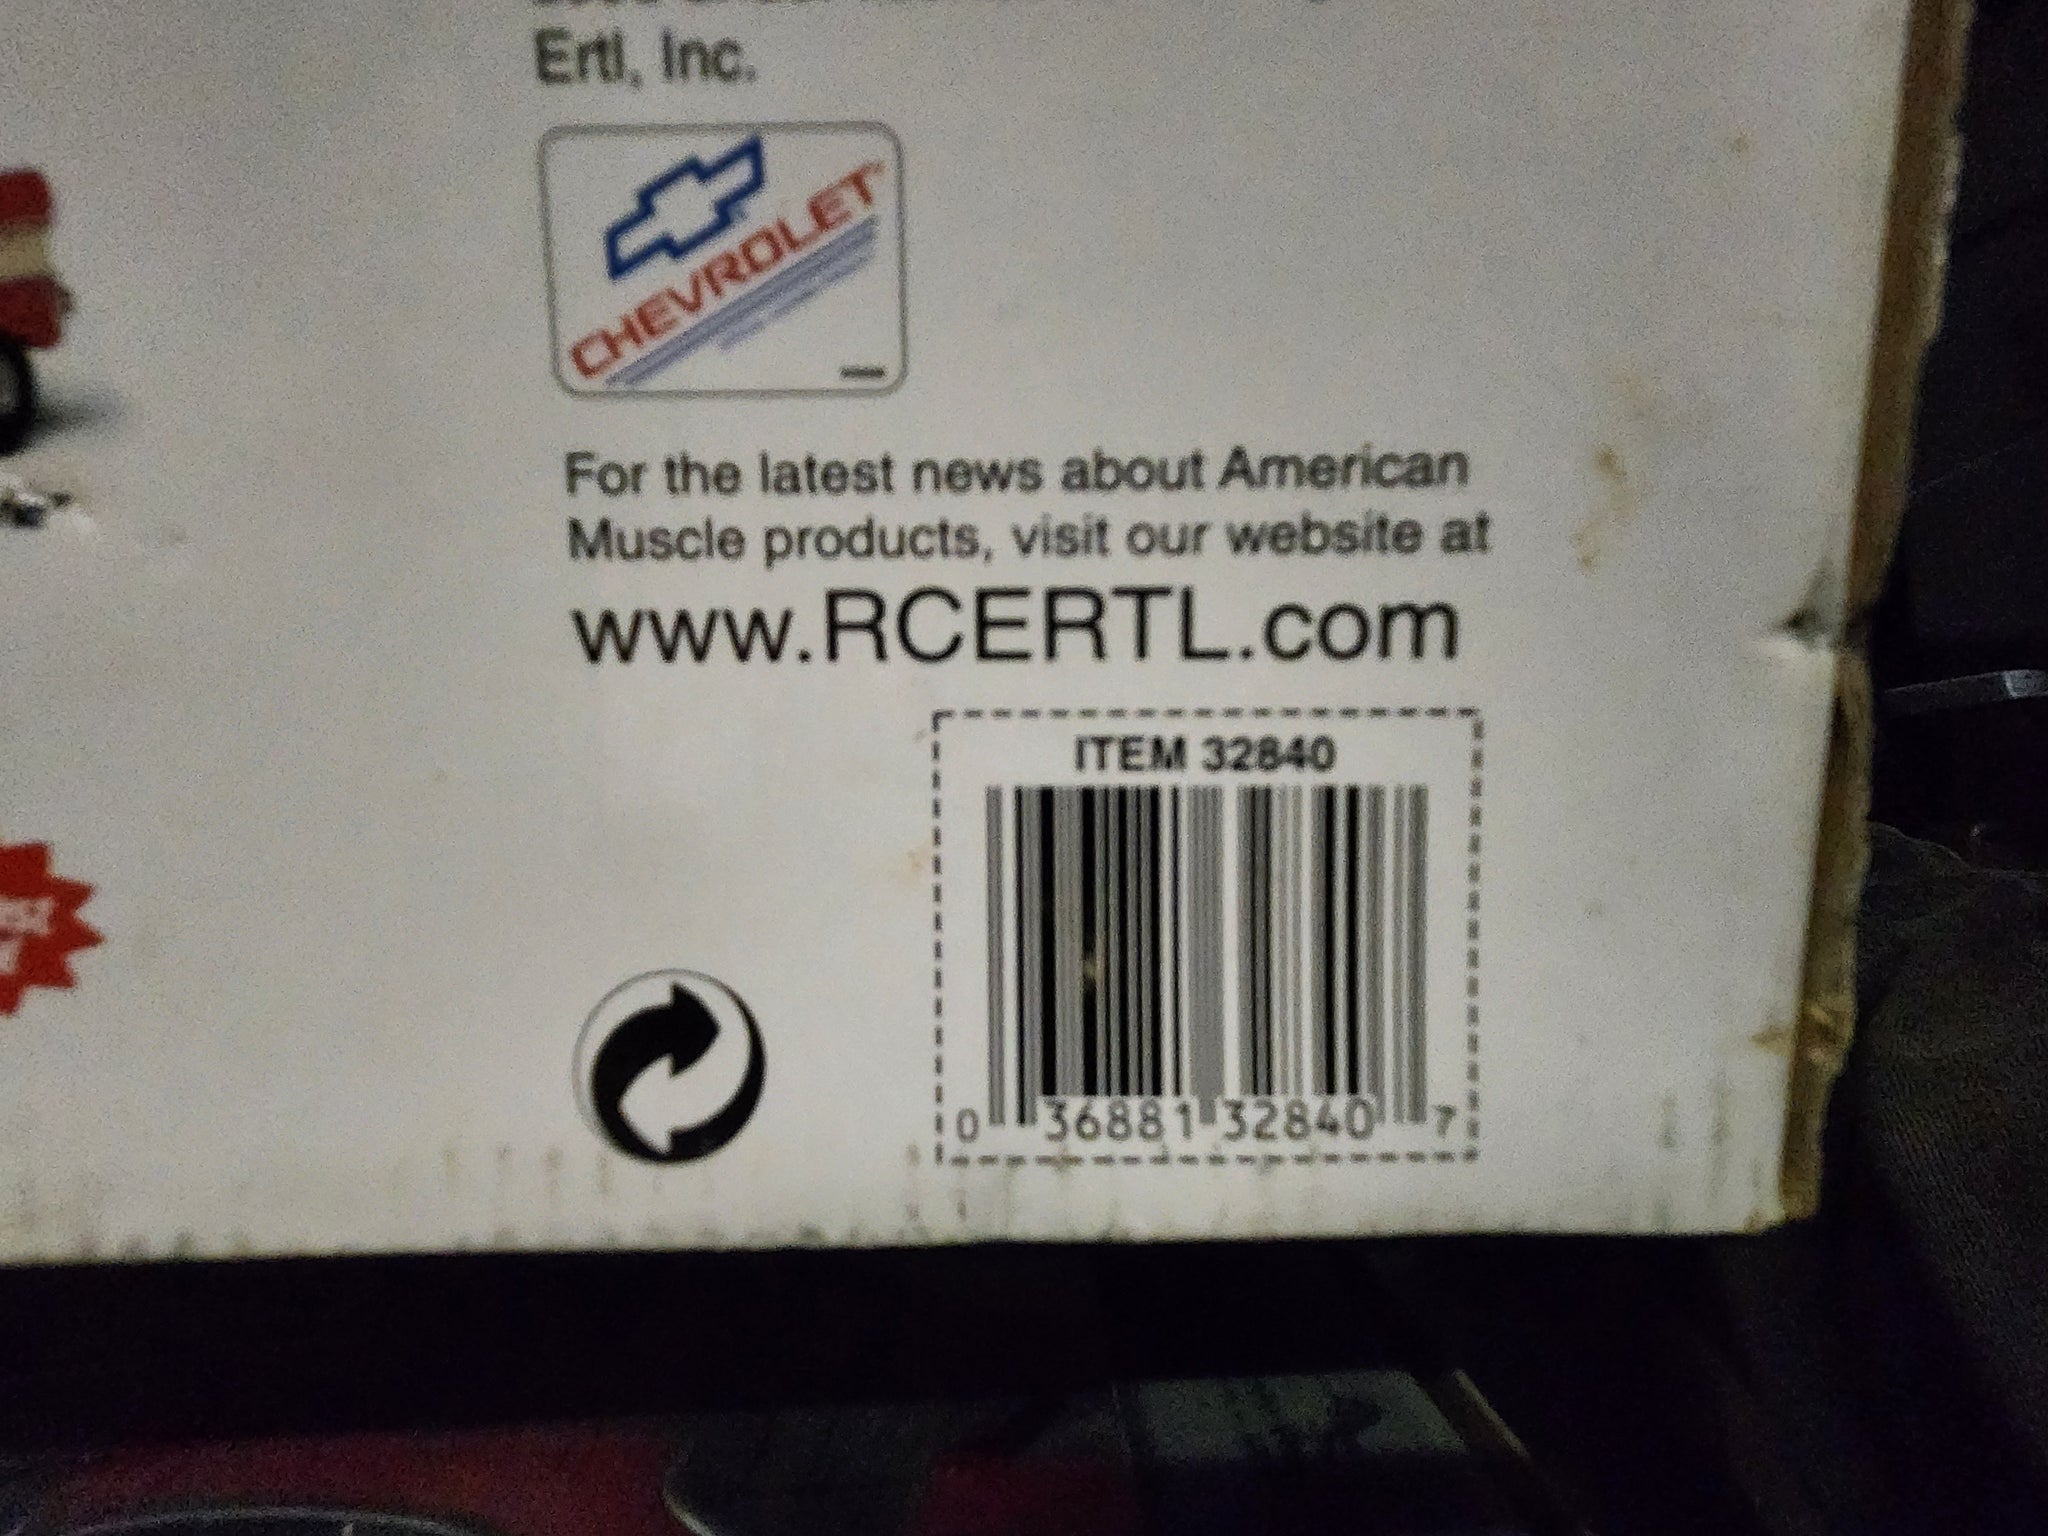 Ertl, Inc.
CHEVROLET
For the latest news about American
Muscle products, visit our website at
www.RCERTL.com
ITEM 32840
0 36881 32840 7